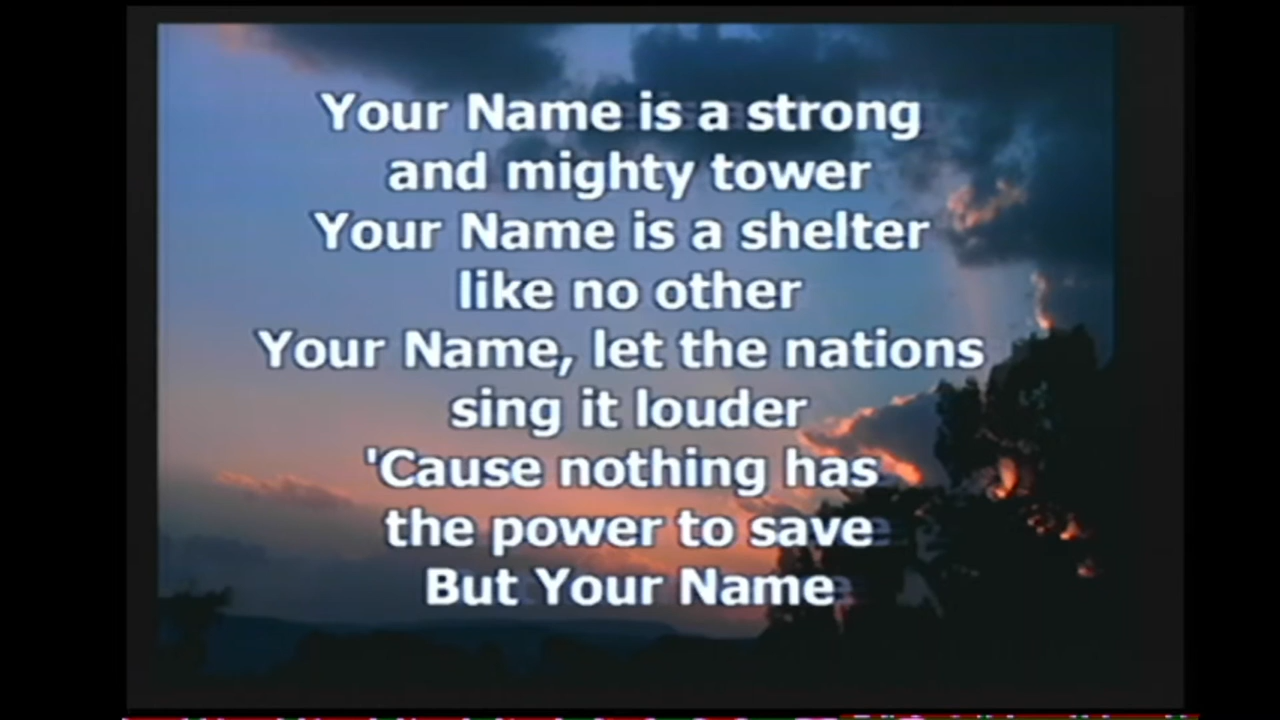 Your Name is a strong
and mighty tower
Your Name is a shelter
like no other
Your Name, let the nations
sing it louder
'Cause nothing has
the power to save
But Your Name